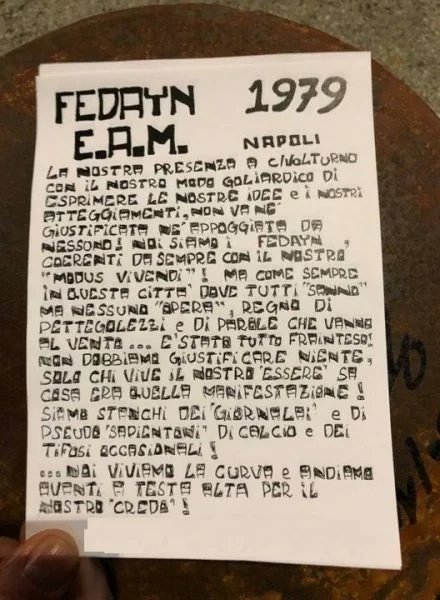 FEDAYN 1979
E.A.M. NAPOLI
LA NOSTRA PRESENZA A C/VOLTURNO
CON IL NOSTRO MODO GOLIARDICO DI
ESPRIMERE LE NOSTRE IDEE e i NOSTRI
ATTEGGIAMENTI, NON VA NE'
GIUSTIFICATA NE' APPOGGIATA DA
NESSUNO! NOI SIAMO i FEDAYN,
COERENTI DA SEMPRE CON IL NOSTRO
"MODUS VIVENDI"! MA COME SEMPRE
IN QUESTA CITTA' DOVE TUTTI "SANNO"
MA NESSUNO "OPERA", REGNO DI
PETTEGOLEZZI e DI PAROLE CHE VANNO
AL VENTO... E' STATO TUTTO FRAINTESO!
NON DOBBIAMO GIUSTIFICARE NIENTE,
SOLO CHI VIVE IL NOSTRO "ESSERE" SA
COSA ERA QUELLA MANIFESTAZIONE!
SIAMO STANCHI DEI "GIORNALAI" e DI
PSEUDO "SAPIENTONI" DI CALCIO e DEI
TIFOSI OCCASIONALI!
...NOI VIVIAMO LA CURVA e ANDIAMO
AVANTI A TESTA ALTA PER IL
NOSTRO "CREDO"!